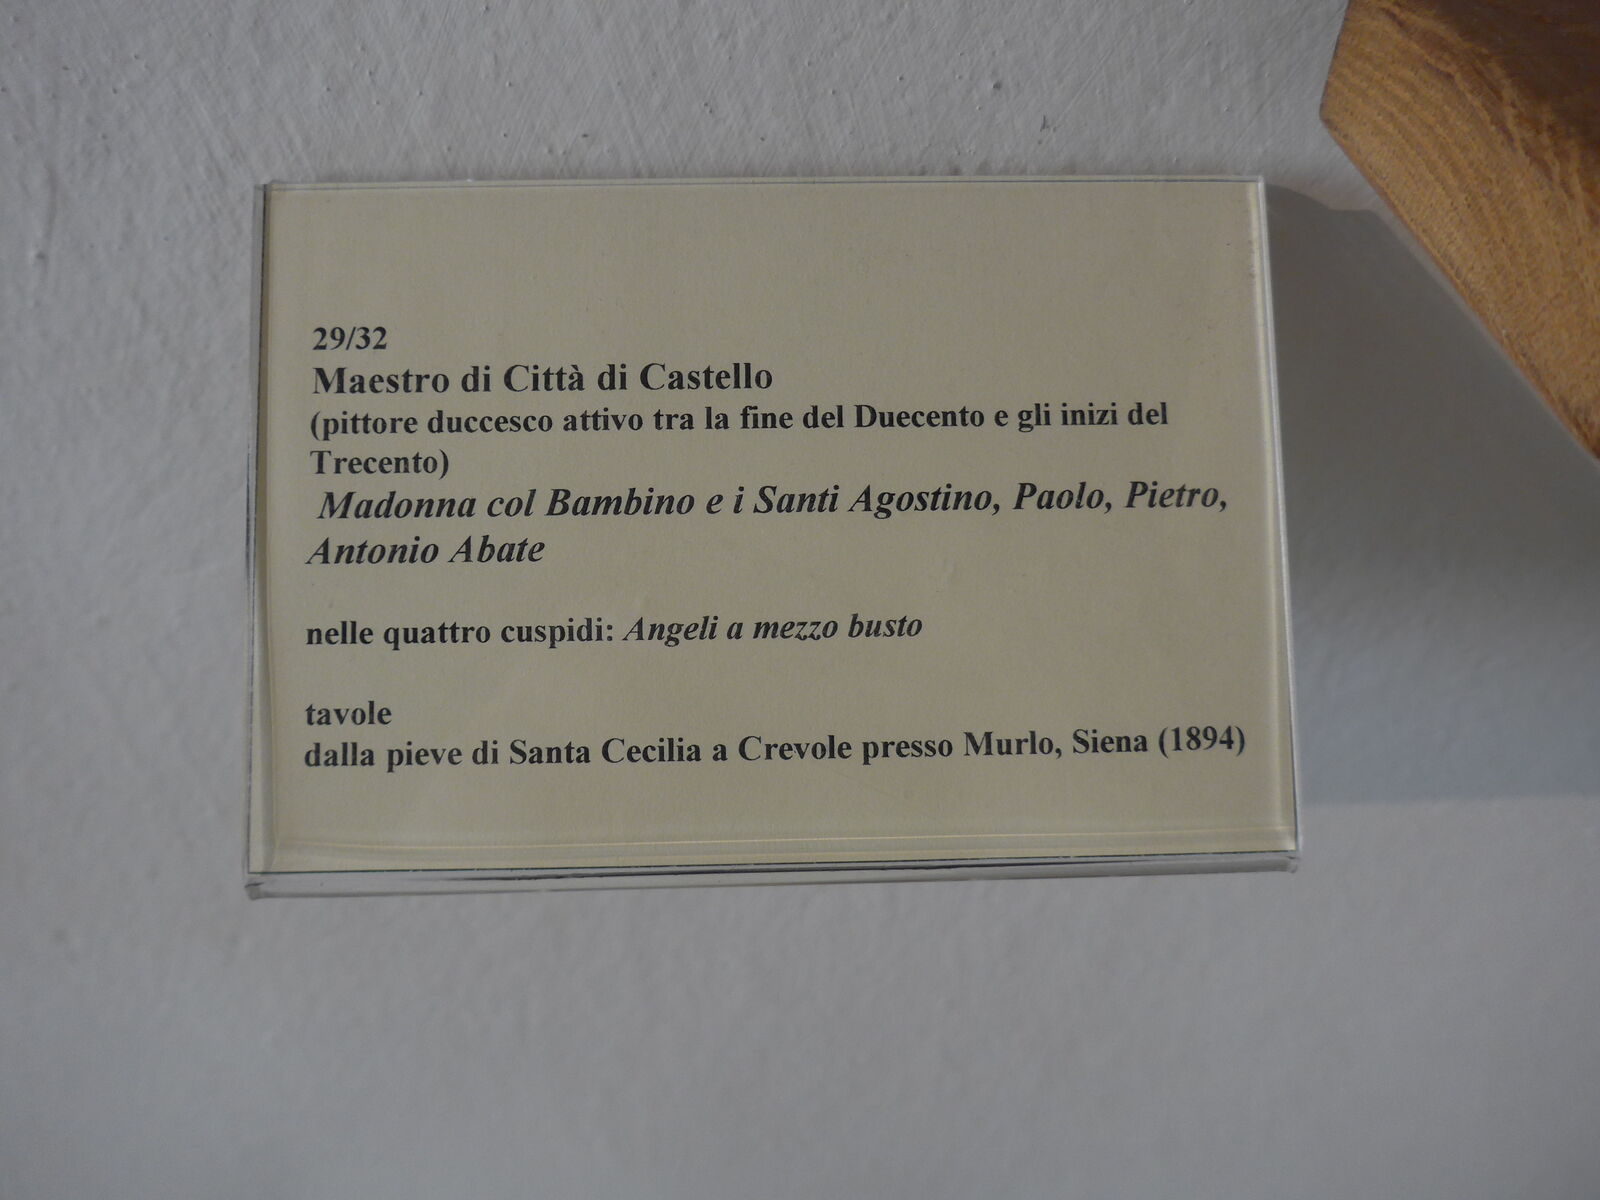 29/32
Maestro di Città di Castello
(pittore duccesco attivo tra la fine del Duecento e gli inizi del
Trecento)
Madonna col Bambino e i Santi Agostino, Paolo, Pietro,
Antonio Abate
nelle quattro cuspidi: Angeli a mezzo busto
tavole
dalla pieve di Santa Cecilia a Crevole presso Murlo, Siena (1894)